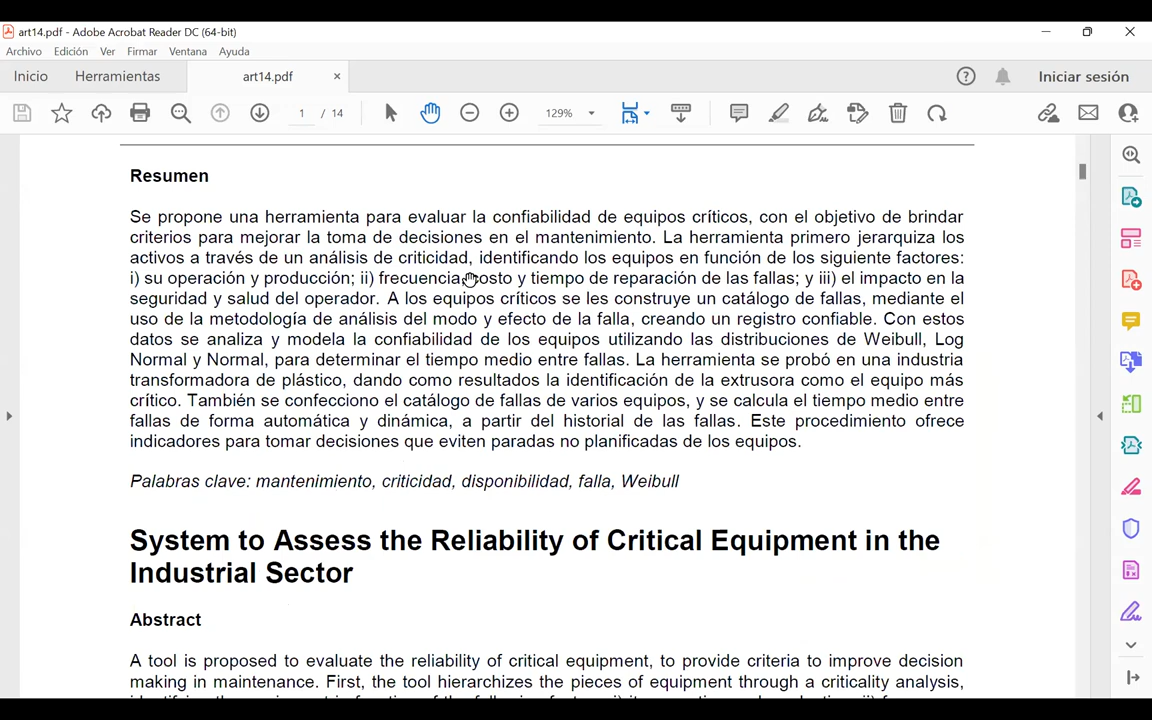 art14.pdf - Adobe Acrobat Reader DC (64-bit)
Archivo Edición Ver Firmar Ventana Ayuda
Inicio Herramientas art14.pdf × Iniciar sesión
1 / 14 129%
Resumen
Se propone una herramienta para evaluar la confiabilidad de equipos críticos, con el objetivo de brindar
criterios para mejorar la toma de decisiones en el mantenimiento. La herramienta primero jerarquiza los
activos a través de un análisis de criticidad, identificando los equipos en función de los siguiente factores:
i) su operación y producción; ii) frecuencia, costo y tiempo de reparación de las fallas; y iii) el impacto en la
seguridad y salud del operador. A los equipos críticos se les construye un catálogo de fallas, mediante el
uso de la metodología de análisis del modo y efecto de la falla, creando un registro confiable. Con estos
datos se analiza y modela la confiabilidad de los equipos utilizando las distribuciones de Weibull, Log
Normal y Normal, para determinar el tiempo medio entre fallas. La herramienta se probó en una industria
transformadora de plástico, dando como resultados la identificación de la extrusora como el equipo más
crítico. También se confecciono el catálogo de fallas de varios equipos, y se calcula el tiempo medio entre
fallas de forma automática y dinámica, a partir del historial de las fallas. Este procedimiento ofrece
indicadores para tomar decisiones que eviten paradas no planificadas de los equipos.
Palabras clave: mantenimiento, criticidad, disponibilidad, falla, Weibull
System to Assess the Reliability of Critical Equipment in the
Industrial Sector
Abstract
A tool is proposed to evaluate the reliability of critical equipment, to provide criteria to improve decision
making in maintenance. First, the tool hierarchizes the pieces of equipment through a criticality analysis,